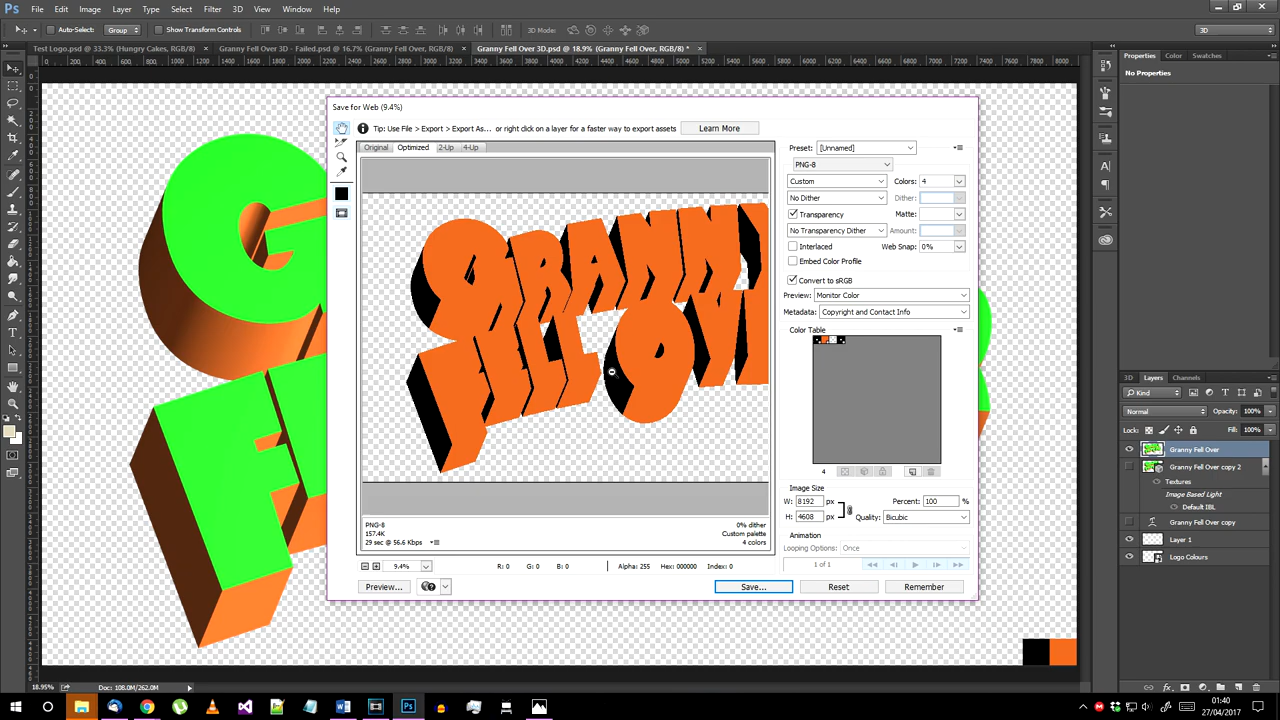 Ps File Edit Image Layer Type Select Filter 3D View Window Help
Auto-Select: Group Show Transform Controls 3D Mode: 3D
Test Logo.psd @ 33.3% (Hungry Cakes, RGB/8) × Granny Fell Over 3D - Failed.psd @ 16.7% (Granny Fell Over, RGB/8) × Granny Fell Over 3D.psd @ 18.9% (Granny Fell Over, RGB/8) * ×
Save for Web (9.4%)
Tip: Use File > Export > Export As... or right click on a layer for a faster way to export assets
Learn More
Original Optimized 2-Up 4-Up
GRANN
FELL OV
G
F
PNG-8
157.4K
29 sec @ 56.6 Kbps
0% dither
Custom palette
4 colors
9.4% R: 0 G: 0 B: 0 Alpha: 255 Hex: 000000 Index: 0
Preview... Save... Reset Remember
Preset: [Unnamed]
PNG-8
Custom Colors: 4
No Dither Dither:
Transparency Matte:
No Transparency Dither Amount:
Interlaced Web Snap: 0%
Embed Color Profile
Convert to sRGB
Preview: Monitor Color
Metadata: Copyright and Contact Info
Color Table
4
Image Size
W: 8192 px Percent: 100 %
H: 4608 px Quality: Bicubic
Animation
Looping Options: Once
1 of 1
Properties Color Swatches
No Properties
3D Layers Channels
Kind
Normal Opacity: 100%
Lock: Fill: 100%
Granny Fell Over
Granny Fell Over copy 2
Textures
Image Based Light
Default IBL
Granny Fell Over copy
Layer 1
Logo Colours
18.95% Doc: 108.0M/262.0M
01:40
27/04/2017